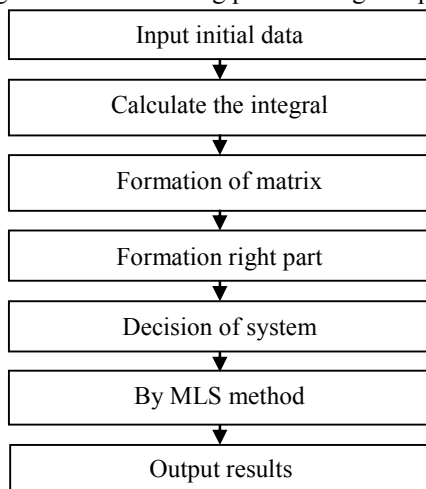 Input initial data
Calculate the integral
Formation of matrix
Formation right part
Decision of system
By MLS method
Output results